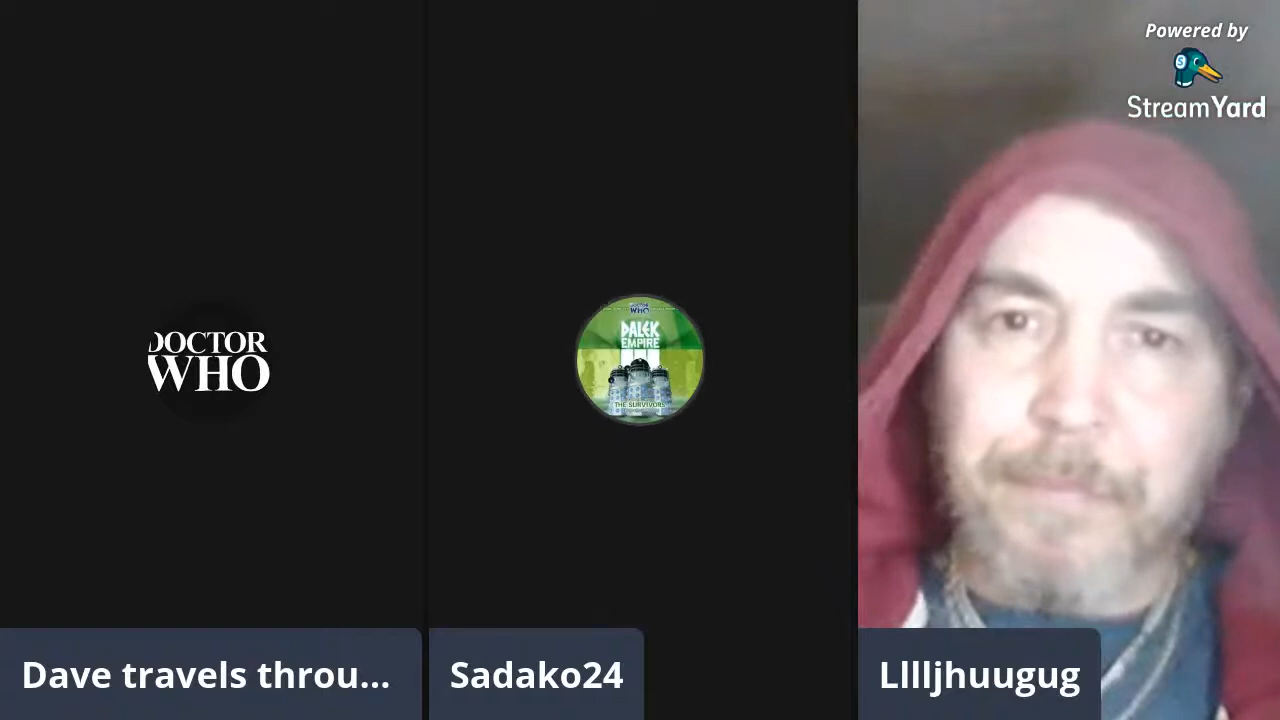 Powered by
StreamYard
DOCTOR
WHO
DOCTOR
WHO
DALEK
EMPIRE
THE SURVIVORS
Dave travels throu...
Sadako24
Lllljhuugug